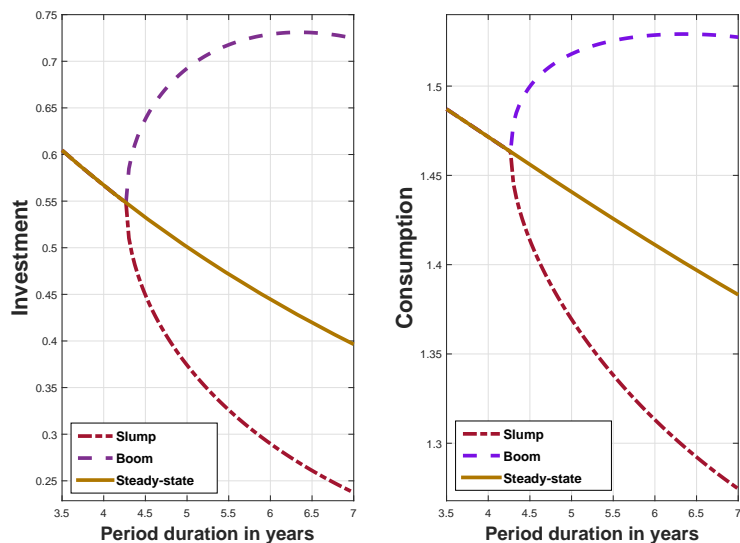 0.75
0.7
0.65
0.6
0.55
0.5
0.45
0.4
0.35
0.3
0.25
Investment
Slump
Boom
Steady-state
3.5 4 4.5 5 5.5 6 6.5 7
Period duration in years
1.5
1.45
1.4
1.35
1.3
Consumption
Slump
Boom
Steady-state
3.5 4 4.5 5 5.5 6 6.5 7
Period duration in years